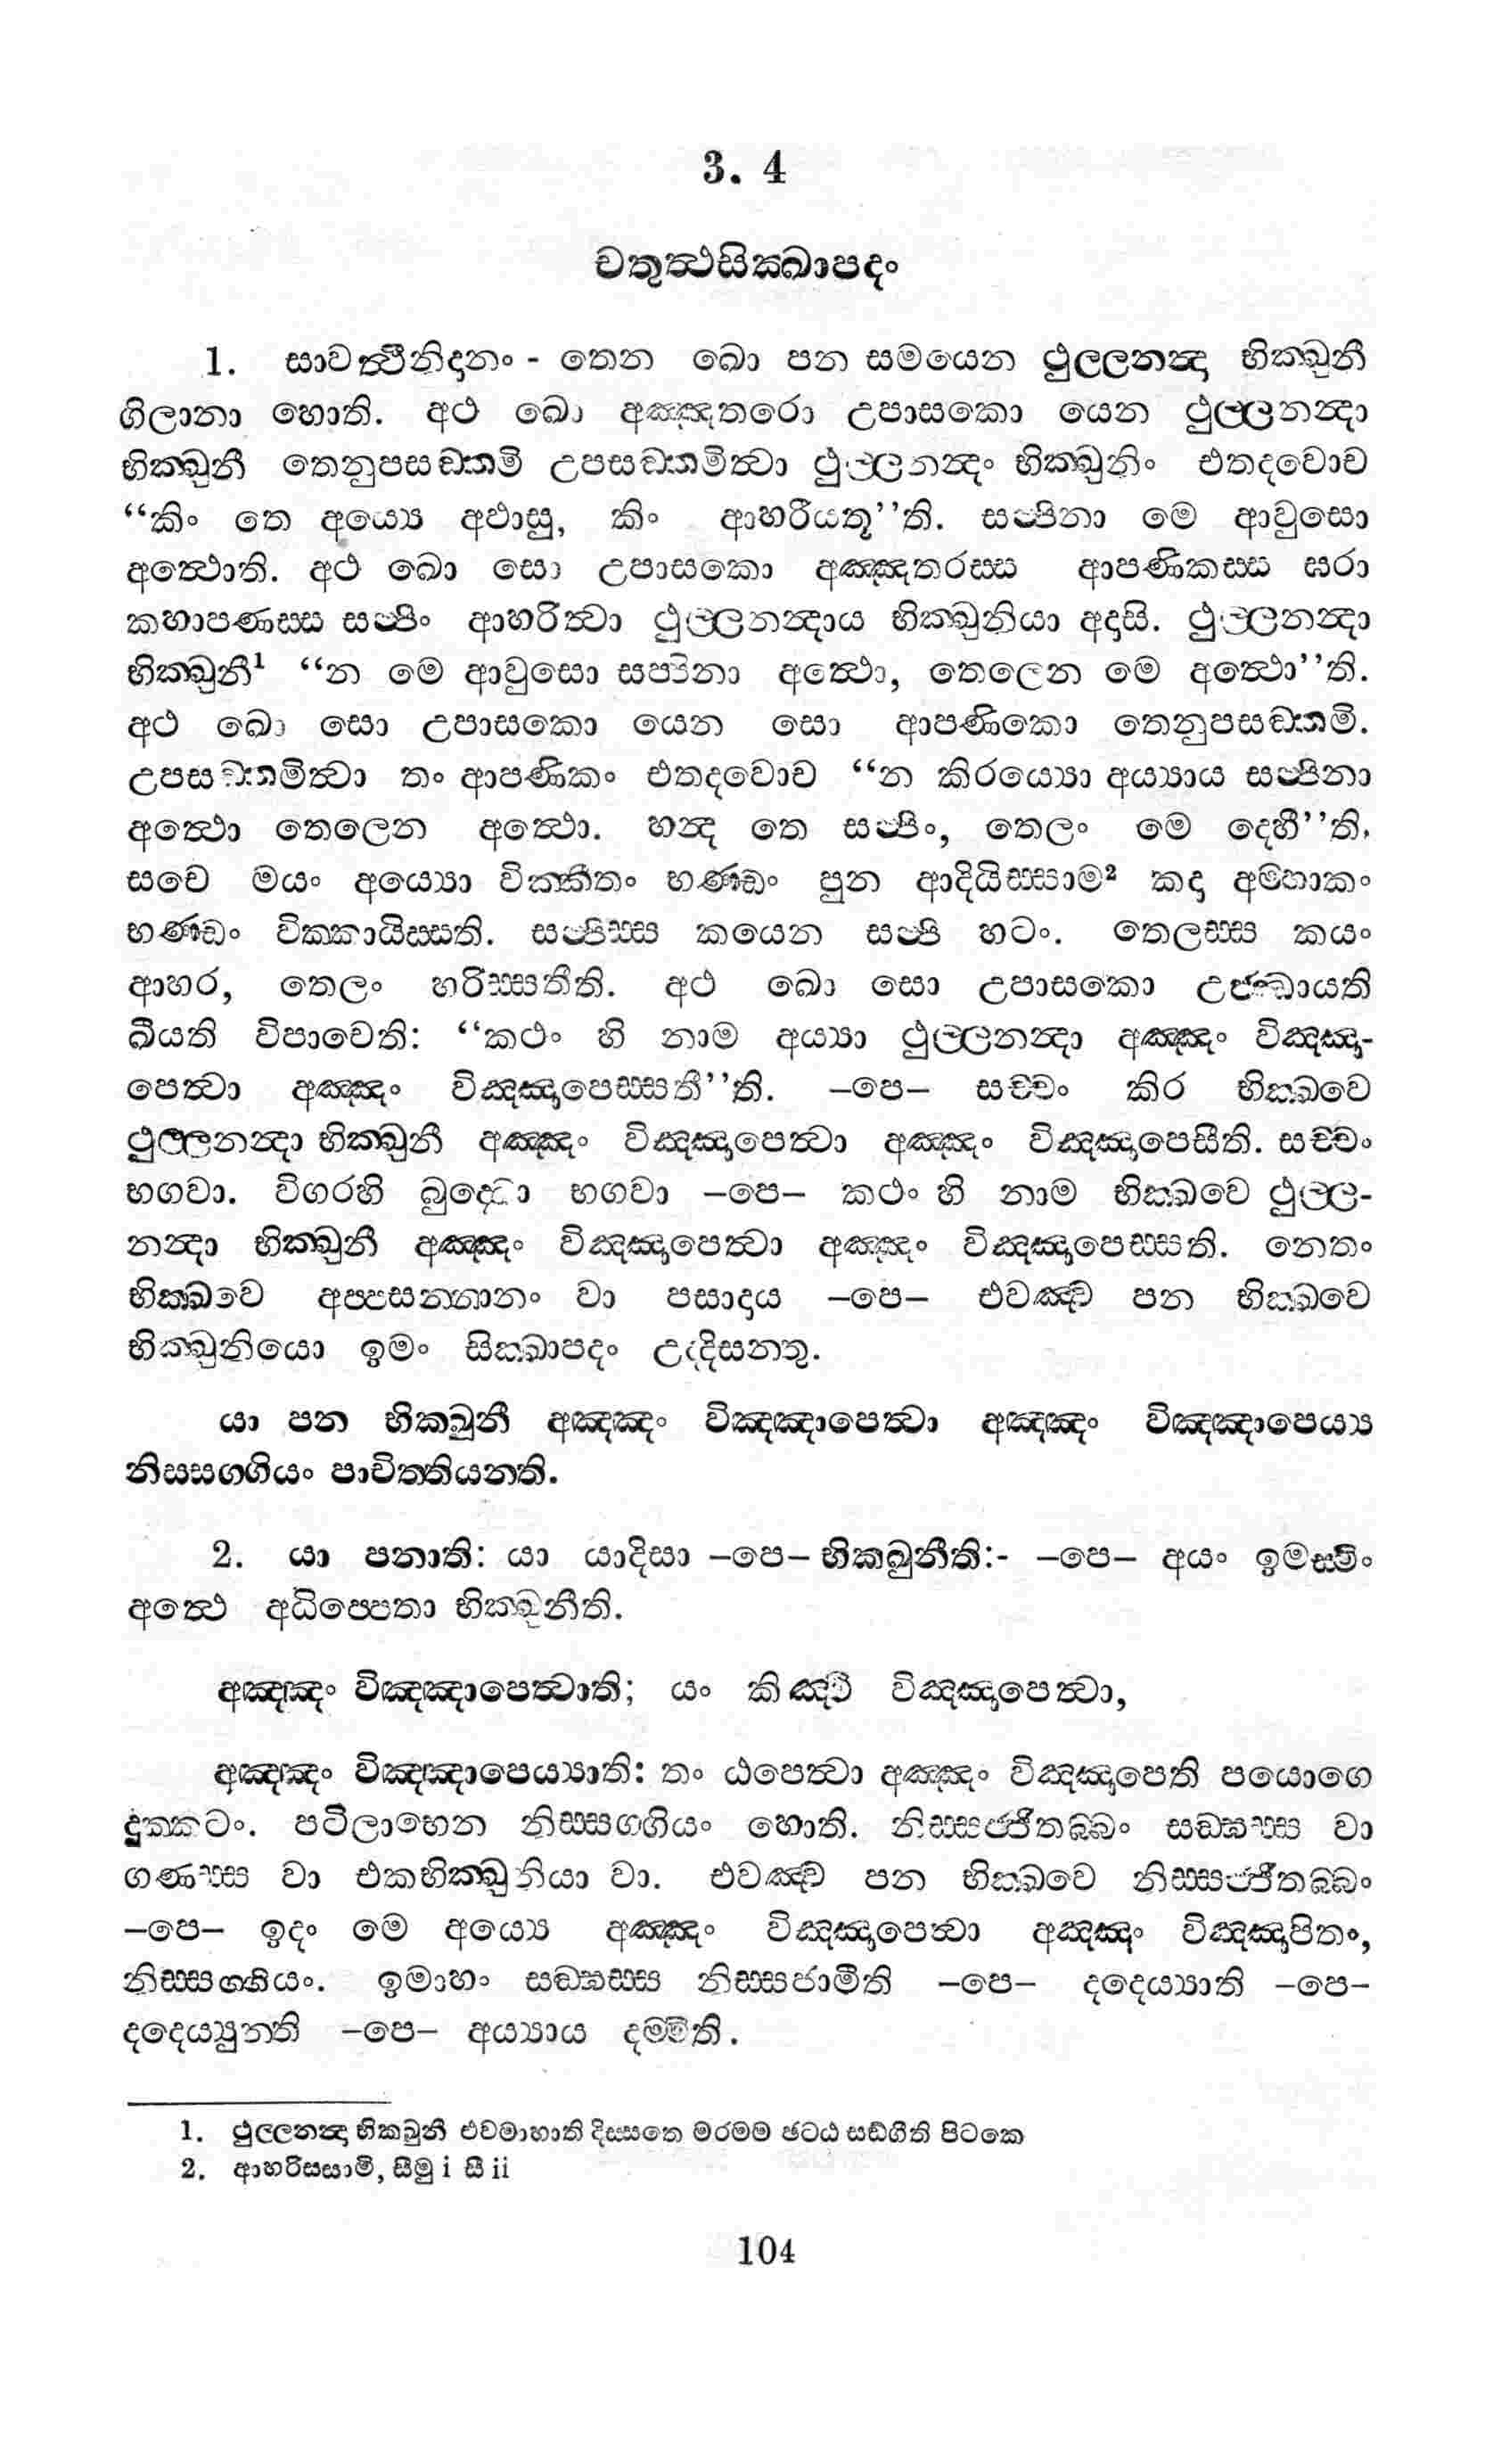 3. 4
චතුත්‍ථසික්‍ඛාපදං
1. සාවත්‍ථිනිදානං - තෙන ඛො පන සමයෙන ථුල්ලනන්‍දා භික්‍ඛුනී
ගිලානා හොති. අථ ඛො අඤ්ඤතරො උපාසකො යෙන ථුල්ලනන්‍දා
භික්‍ඛුනී තෙනුපසඞ්කමි උපසඞ්කමිත්‍වා ථුල්ලනන්‍දං භික්‍ඛුනිං එතදවොච
“කිං තෙ අය්‍යෙ අඵාසු, කිං ආහරීයතූ’’ති. සප්පිනා මෙ ආවුසො
අත්‍ථොති. අථ ඛො සො උපාසකො අඤ්ඤතරස්ස ආපණිකස්ස ඝරා
කහාපණස්ස සප්පිං ආහරිත්‍වා ථුල්ලනන්‍දාය භික්‍ඛුනියා අදාසි. ථුල්ලනන්‍දා
භික්‍ඛුනී¹ “න මෙ ආවුසො සප්පිනා අත්‍ථො, තෙලෙන මෙ අත්‍ථො’’ති.
අථ ඛො සො උපාසකො යෙන සො ආපණිකො තෙනුපසඞ්කමි.
උපසඞ්කමිත්‍වා තං ආපණිකං එතදවොච “න කිරය්‍යො අය්‍යාය සප්පිනා
අත්‍ථො තෙලෙන අත්‍ථො. හන්‍ද තෙ සප්පිං, තෙලං මෙ දෙහී’’ති,
සචෙ මයං අය්‍යො වික්කීතං භණ්ඩං පුන ආදියිස්සාම² කදා අම්හාකං
භණ්ඩං වික්කායිස්සති. සප්පිස්ස කයෙන සප්පි හටං. තෙලස්ස කයං
ආහර, තෙලං හරිස්සතීති. අථ ඛො සො උපාසකො උජ්ඣායති
ඛීයති විපාචෙති: “කථං හි නාම අය්‍යා ථුල්ලනන්‍දා අඤ්ඤං විඤ්ඤා-
පෙත්‍වා අඤ්ඤං විඤ්ඤාපෙස්සතී’’ති. –පෙ– සච්චං කිර භික්‍ඛවෙ
ථුල්ලනන්‍දා භික්‍ඛුනී අඤ්ඤං විඤ්ඤාපෙත්‍වා අඤ්ඤං විඤ්ඤාපෙසීති. සච්චං
භගවා. විගරහි බුද්‍ධො භගවා –පෙ– කථං හි නාම භික්‍ඛවෙ ථුල්ල-
නන්‍දා භික්‍ඛුනී අඤ්ඤං විඤ්ඤාපෙත්‍වා අඤ්ඤං විඤ්ඤාපෙස්සති. නෙතං
භික්‍ඛවෙ අප්පසන්නානං වා පසාදාය –පෙ– එවඤ්ච පන භික්‍ඛවෙ
භික්‍ඛුනියො ඉමං සික්‍ඛාපදං උද්දිසන්තු.
යා පන භික්‍ඛුනී අඤ්ඤං විඤ්ඤාපෙත්‍වා අඤ්ඤං විඤ්ඤාපෙය්‍ය
නිස්සග්ගියං පාචිත්තියන්ති.
2. යා පනාති: යා යාදිසා –පෙ– භික්‍ඛුනීති:- –පෙ– අයං ඉමස්මිං
අත්‍ථෙ අධිප්පෙතා භික්‍ඛුනීති.
අඤ්ඤං විඤ්ඤාපෙත්‍වාති; යං කිඤ්චි විඤ්ඤාපෙත්‍වා,
අඤ්ඤං විඤ්ඤාපෙය්‍යාති: තං ඨපෙත්‍වා අඤ්ඤං විඤ්ඤාපෙති පයොගෙ
දුක්කටං. පටිලාභෙන නිස්සග්ගියං හොති. නිස්සජ්ජිතබ්බං සඞ්ඝස්ස වා
ගණස්ස වා එකභික්‍ඛුනියා වා. එවඤ්ච පන භික්‍ඛවෙ නිස්සජ්ජිතබ්බං
–පෙ– ඉදං මෙ අය්‍යෙ අඤ්ඤං විඤ්ඤාපෙත්‍වා අඤ්ඤං විඤ්ඤාපිතං,
නිස්සග්ගියං. ඉමාහං සඞ්ඝස්ස නිස්සජාමීති –පෙ– දදෙය්‍යාති –පෙ–
දදෙය්‍යුන්ති –පෙ– අය්‍යාය දම්මීති.
1. ථුල්ලනන්‍දා භික්‍ඛුනී එවමාහාති දිස්සතෙ මරම්ම ඡට්ඨ සඞ්ගීති පිටකෙ
2. ආහරිස්සාමි, සීමු i සී ii
104